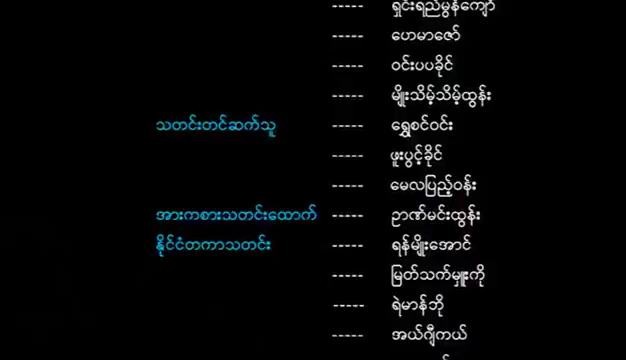 ----- ရှင်းရည်မွန်ကျော်
----- ဟေမာဇော်
----- ဝင်းပပခိုင်
----- မျိုးသိမ့်သိမ့်ထွန်း
သတင်းတင်ဆက်သူ ----- ရွှေစင်ဝင်း
----- ဖူးပွင့်ခိုင်
----- မေလပြည့်ဝန်း
အားကစားသတင်းထောက် ----- ဉာဏ်မင်းထွန်း
နိုင်ငံတကာသတင်း ----- ရန်မျိုးအောင်
----- မြတ်သက်မှူးကို
----- ရဲမာန်ဘို
----- အယ်ဂျီကယ်